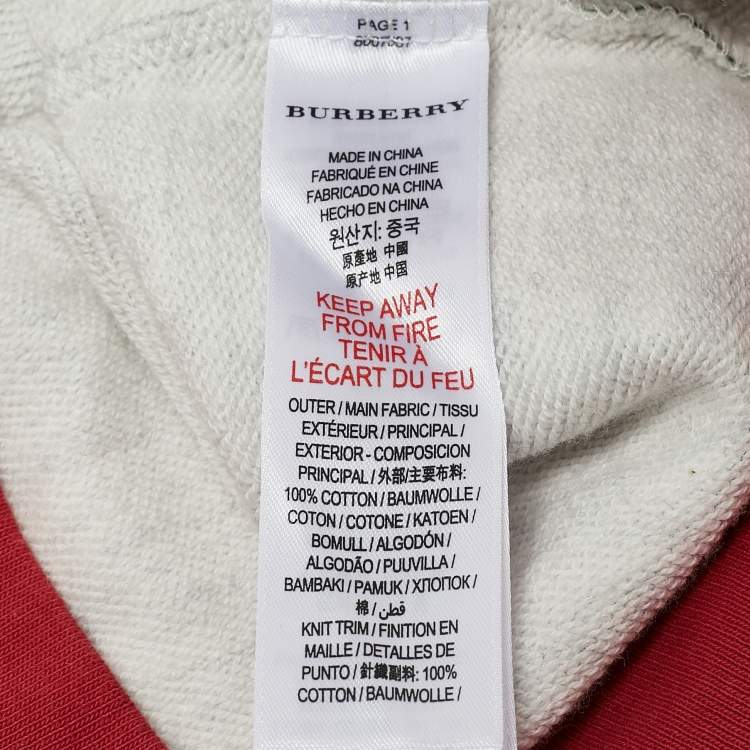 PAGE 1
BURBERRY
MADE IN CHINA
FABRIQUÉ EN CHINE
FABRICADO NA CHINA
HECHO EN CHINA
원산지: 중국
原產地 中國
原产地 中国
KEEP AWAY
FROM FIRE
TENIR À
L'ÉCART DU FEU
OUTER / MAIN FABRIC / TISSU
EXTÉRIEUR / PRINCIPAL /
EXTERIOR - COMPOSICION
PRINCIPAL / 外部/主要布料:
100% COTTON / BAUMWOLLE /
COTON / COTONE / KATOEN /
BOMULL / ALGODÓN /
ALGODÃO / PUUVILLA /
BAMBAKI / PAMUK / ХЛОПОК /
棉 / قطن /
KNIT TRIM / FINITION EN
MAILLE / DETALLES DE
PUNTO / 針織副料: 100%
COTTON / BAUMWOLLE /